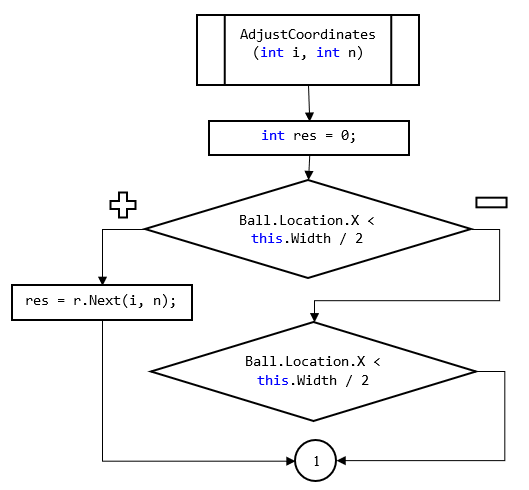 AdjustCoordinates
(int i, int n)
int res = 0;
Ball.Location.X <
this.Width / 2
res = r.Next(i, n);
Ball.Location.X <
this.Width / 2
1